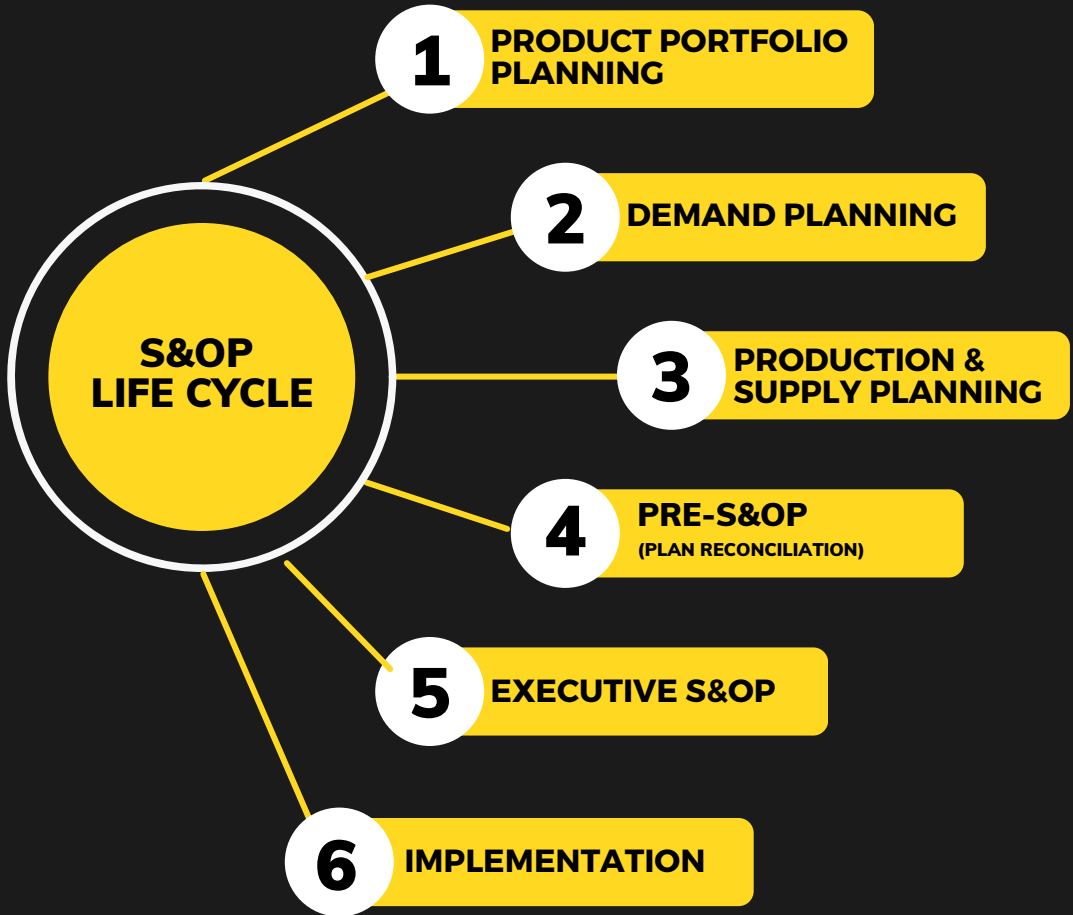 S&OP
LIFE CYCLE
1
PRODUCT PORTFOLIO
PLANNING
2
DEMAND PLANNING
3
PRODUCTION &
SUPPLY PLANNING
4
PRE-S&OP
(PLAN RECONCILIATION)
5
EXECUTIVE S&OP
6
IMPLEMENTATION